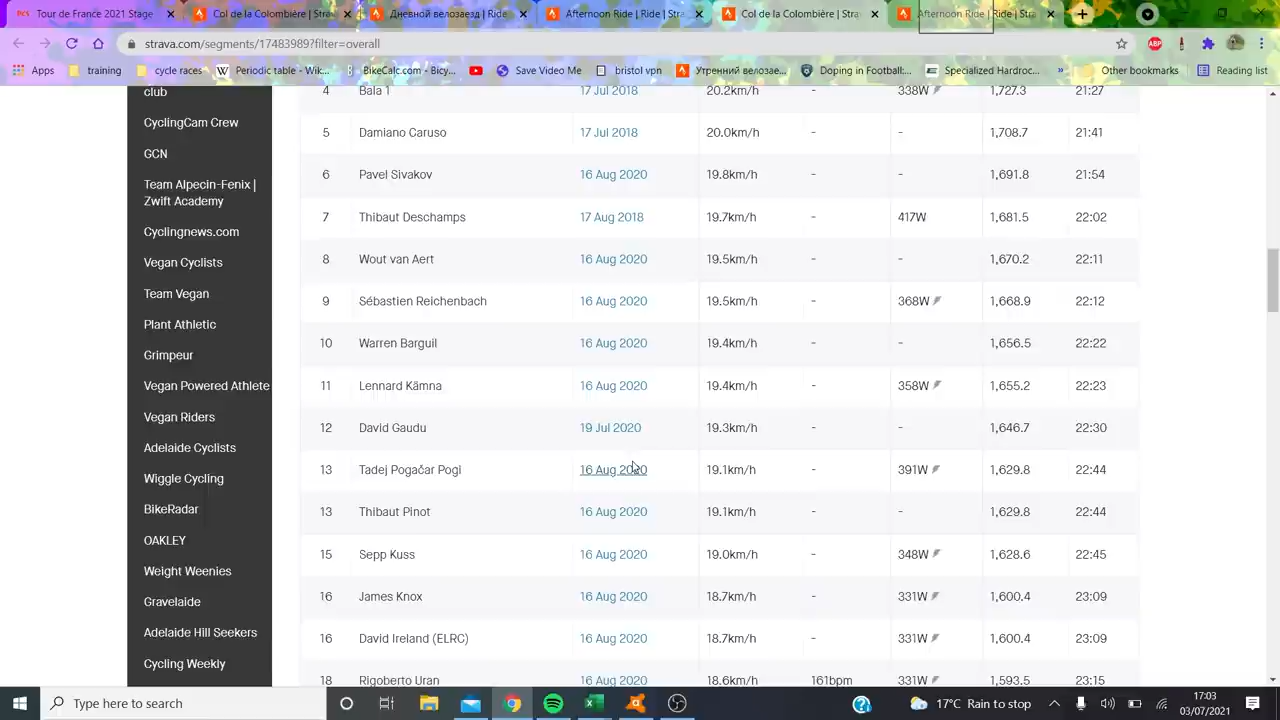 Tour de France 2021 Stage
Col de la Colombière | Stra
Дневной велозаезд | Ride
Afternoon Ride | Ride | Stra
Col de la Colombière | Stra
Afternoon Ride | Ride | Stra
strava.com/segments/17483989?filter=overall
ABP
Apps
training
cycle races
Periodic table - Wik...
BikeCalc.com - Bicy...
Save Video Me
bristol vpn
Утренний велозае...
Doping in Football:...
Specialized Hardroc...
»
Other bookmarks
Reading list
club
CyclingCam Crew
GCN
Team Alpecin-Fenix |
Zwift Academy
Cyclingnews.com
Vegan Cyclists
Team Vegan
Plant Athletic
Grimpeur
Vegan Powered Athlete
Vegan Riders
Adelaide Cyclists
Wiggle Cycling
BikeRadar
OAKLEY
Weight Weenies
Gravelaide
Adelaide Hill Seekers
Cycling Weekly
4 Bala 1 17 Jul 2018 20.2km/h - 338W 1,727.3 21:27
5 Damiano Caruso 17 Jul 2018 20.0km/h - - 1,708.7 21:41
6 Pavel Sivakov 16 Aug 2020 19.8km/h - - 1,691.8 21:54
7 Thibaut Deschamps 17 Aug 2018 19.7km/h - 417W 1,681.5 22:02
8 Wout van Aert 16 Aug 2020 19.5km/h - - 1,670.2 22:11
9 Sébastien Reichenbach 16 Aug 2020 19.5km/h - 368W 1,668.9 22:12
10 Warren Barguil 16 Aug 2020 19.4km/h - - 1,656.5 22:22
11 Lennard Kämna 16 Aug 2020 19.4km/h - 358W 1,655.2 22:23
12 David Gaudu 19 Jul 2020 19.3km/h - - 1,646.7 22:30
13 Tadej Pogačar Pogi 16 Aug 2020 19.1km/h - 391W 1,629.8 22:44
13 Thibaut Pinot 16 Aug 2020 19.1km/h - - 1,629.8 22:44
15 Sepp Kuss 16 Aug 2020 19.0km/h - 348W 1,628.6 22:45
16 James Knox 16 Aug 2020 18.7km/h - 331W 1,600.4 23:09
16 David Ireland (ELRC) 16 Aug 2020 18.7km/h - 331W 1,600.4 23:09
18 Rigoberto Uran 16 Aug 2020 18.6km/h 161bpm 331W 1,593.5 23:15
Type here to search
17°C Rain to stop
17:03
03/07/2021